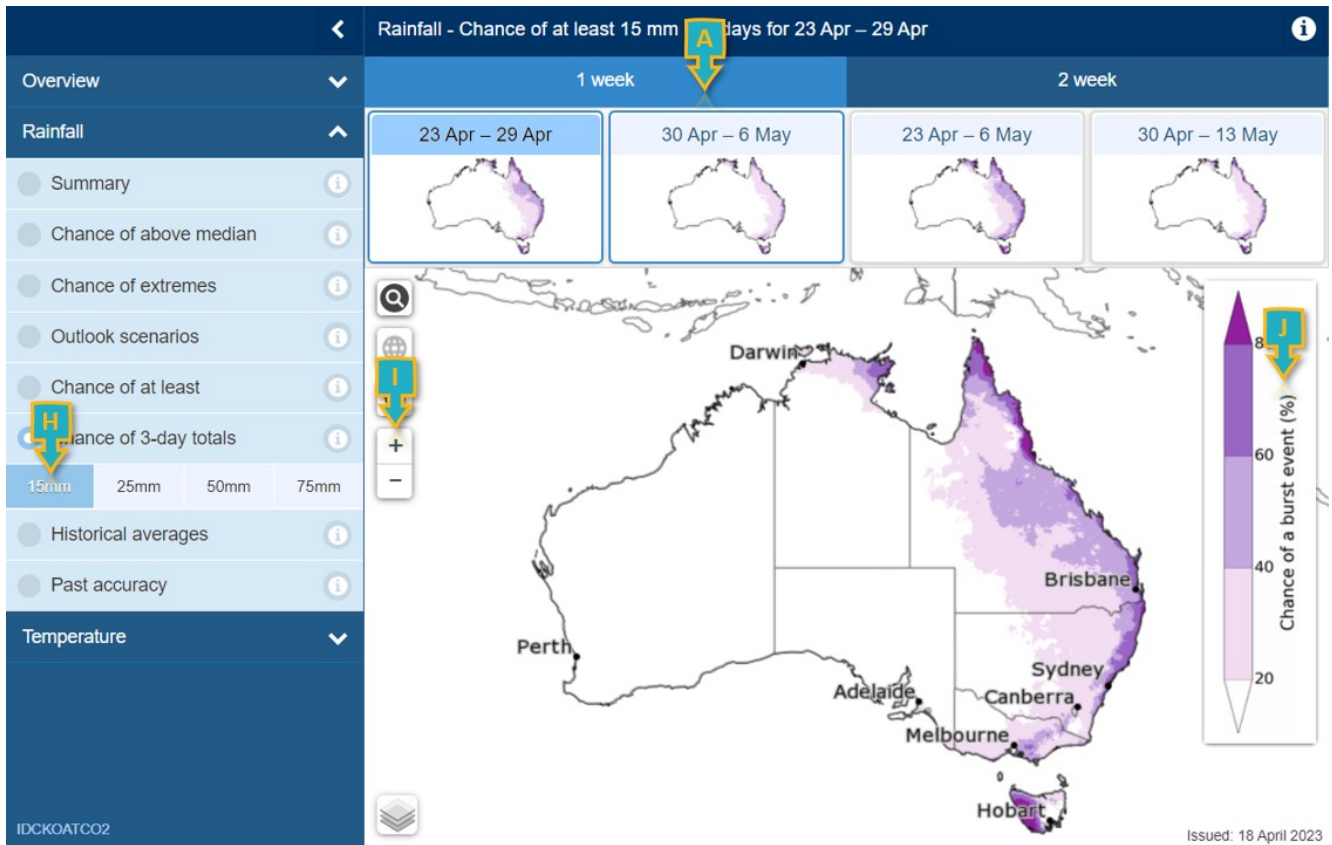 Rainfall - Chance of at least 15 mm days for 23 Apr – 29 Apr
A
Overview
1 week
2 week
Rainfall
23 Apr – 29 Apr
30 Apr – 6 May
23 Apr – 6 May
30 Apr – 13 May
Summary
Chance of above median
Chance of extremes
Outlook scenarios
Chance of at least
H
Chance of 3-day totals
15mm
25mm
50mm
75mm
Historical averages
Past accuracy
Temperature
IDCKOATCO2
I
+
−
Darwin
Brisbane
Perth
Sydney
Adelaide
Canberra
Melbourne
Hobart
J
8
60
40
20
Chance of a burst event (%)
Issued: 18 April 2023